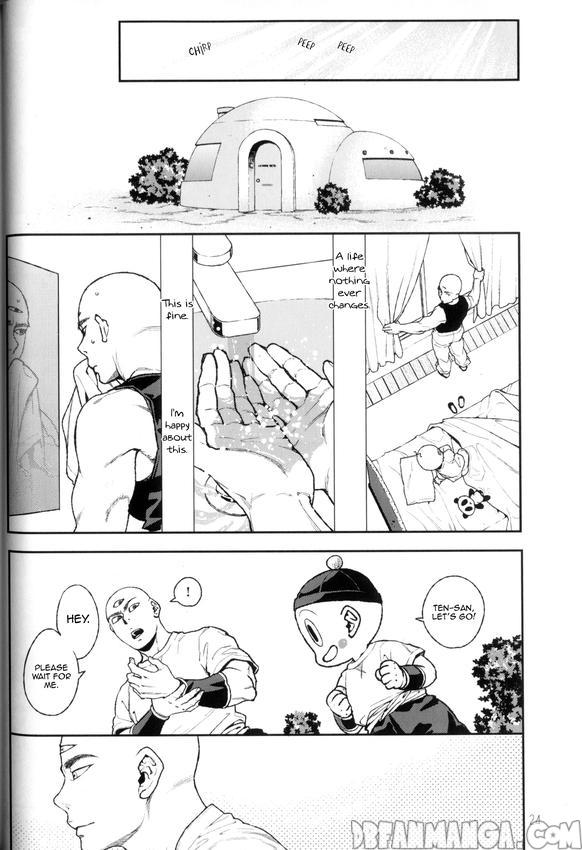 CHIRP
PEEP
PEEP
A life
where
nothing
ever
changes.
This is
fine.
I'm
happy
about
this.
TEN-SAN,
LET'S GO!
!
HEY.
PLEASE
WAIT FOR
ME.
24
DBFANMANGA.COM